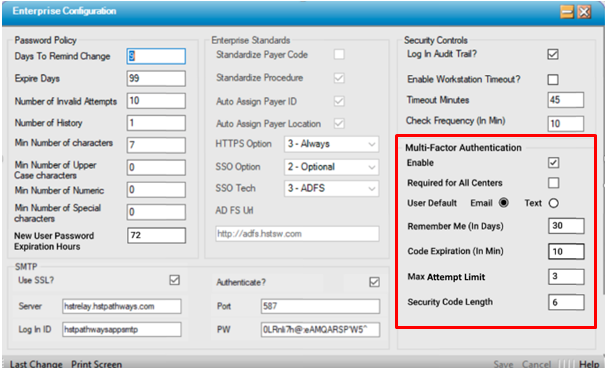 Enterprise Configuration
Password Policy
Days To Remind Change 9
Expire Days 99
Number of Invalid Attempts 10
Number of History 1
Min Number of characters 7
Min Number of Upper
Case characters 0
Min Number of Numeric 0
Min Number of Special
characters 0
New User Password
Expiration Hours 72
Enterprise Standards
Standardize Payer Code
Standardize Procedure
Auto Assign Payer ID
Auto Assign Payer Location
HTTPS Option 3 - Always
SSO Option 2 - Optional
SSO Tech 3 - ADFS
AD FS Url
http://adfs.hstsw.com
Security Controls
Log In Audit Trail?
Enable Workstation Timeout?
Timeout Minutes 45
Check Frequency (In Min) 10
Multi-Factor Authentication
Enable
Required for All Centers
User Default Email Text
Remember Me (In Days) 30
Code Expiration (In Min) 10
Max Attempt Limit 3
Security Code Length 6
SMTP
Use SSL?
Server hstrelay.hstpathways.com
Log In ID hstpathwaysappsmtp
Authenticate?
Port 587
PW
Last Change Print Screen Save Cancel Help